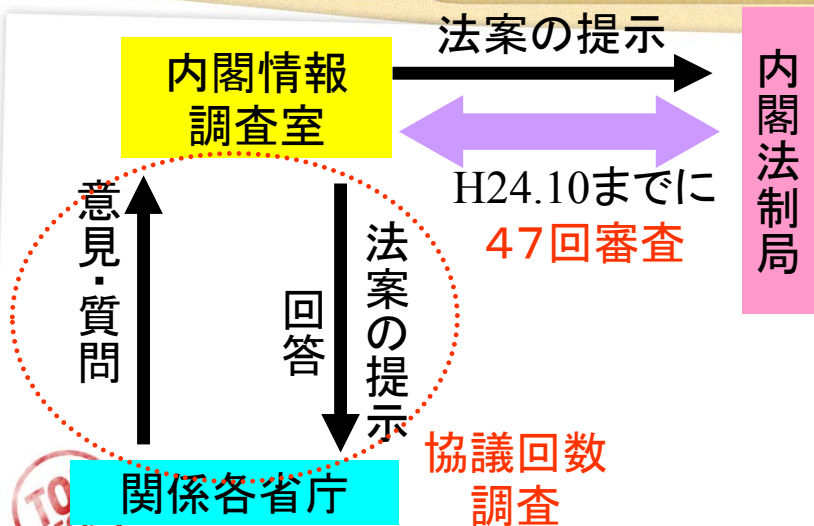 法案の提示
内閣情報
調査室
内閣法制局
H24.10までに
47回審査
意見・質問
回答
法案の提示
協議回数
調査
関係各省庁
TO